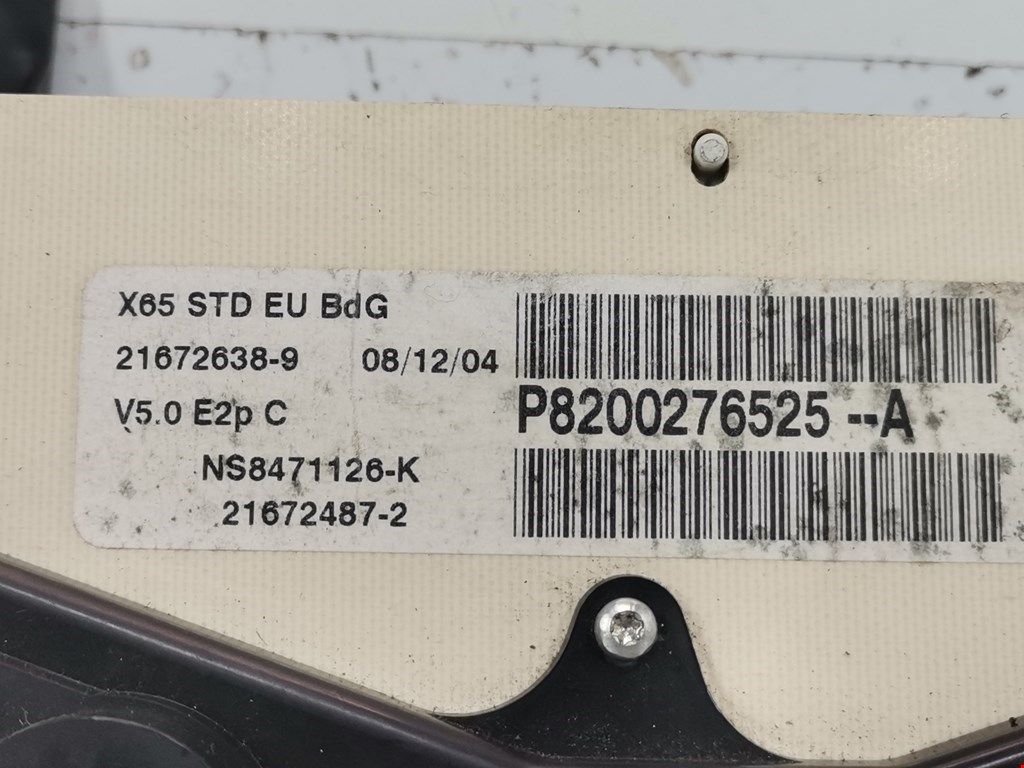 X65 STD EU BdG
21672638-9 08/12/04
V5.0 E2p C
NS8471126-K
21672487-2
P8200276525 --A